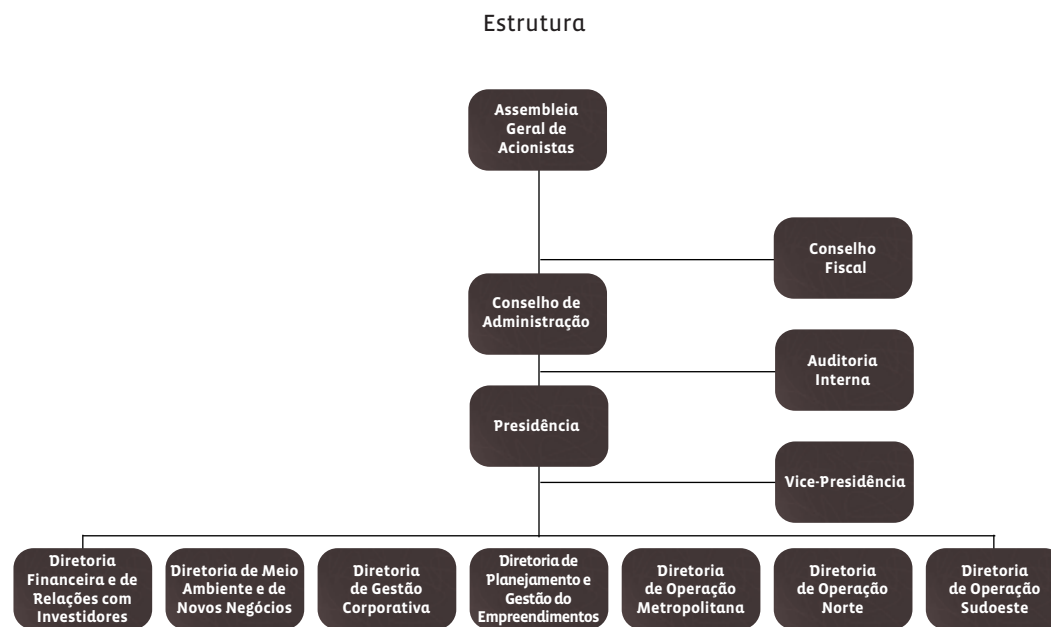 Estrutura
Assembleia
Geral de
Acionistas
Conselho
Fiscal
Conselho de
Administração
Auditoria
Interna
Presidência
Vice-Presidência
Diretoria
Financeira e de
Relações com
Investidores
Diretoria de Meio
Ambiente e de
Novos Negócios
Diretoria
de Gestão
Corporativa
Diretoria de
Planejamento e
Gestão do
Empreendimentos
Diretoria
de Operação
Metropolitana
Diretoria
de Operação
Norte
Diretoria
de Operação
Sudoeste